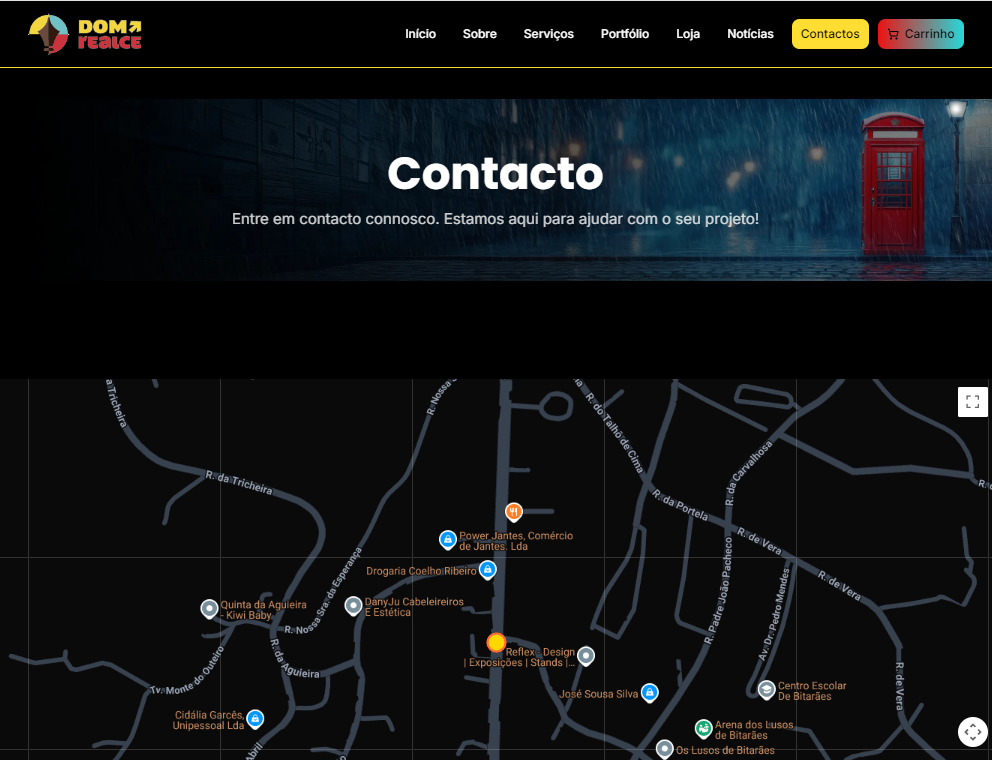 DOM
realce
Início
Sobre
Serviços
Portfólio
Loja
Notícias
Contactos
Carrinho
Contacto
Entre em contacto connosco. Estamos aqui para ajudar com o seu projeto!
a Tricheira
R. Nossa
R. do Talhô de Cima
R. da Carvalhosa
R. da Tricheira
R. da Portela
Power Jantes, Comércio
de Jantes. Lda
R. de Vera
Drogaria Coelho Ribeiro
R. de Vera
R. Nossa Sra. da Esperança
Quinta da Aguieira
- Kiwi Baby
DanyJu Cabeleireiros
E Estética
R. Padre João Pacheco
Av. Dr. Pedro Mendes
R. da Aguieira
Reflex_ Design
| Exposições | Stands |...
Tv. Monte do Outeiro
José Sousa Silva
Centro Escolar
De Bitarães
R. de Vera
Cidália Garcês,
Unipessoal Lda
Arena dos Lusos
de Bitarães
Abril
Os Lusos de Bitarães